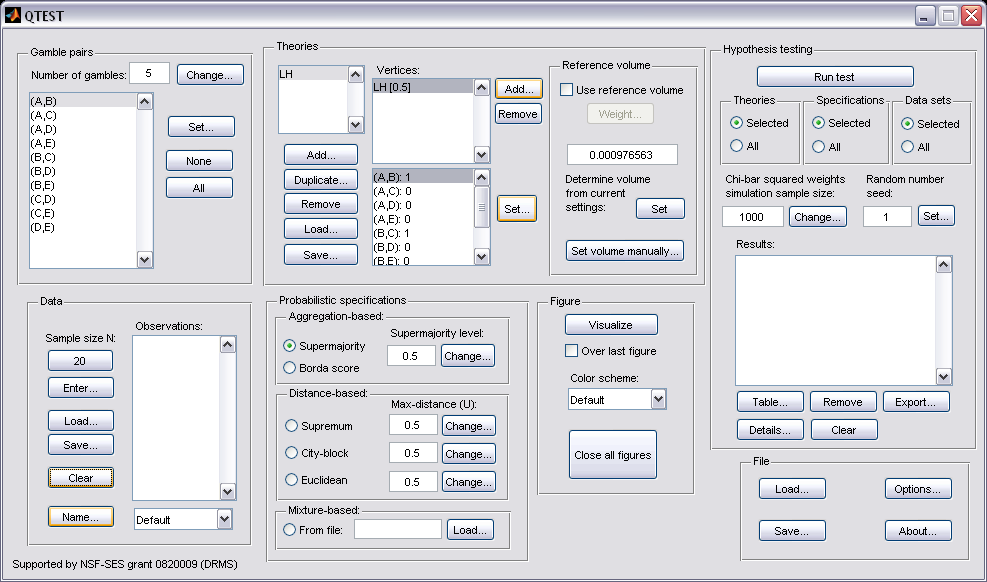 QTEST
Gamble pairs
Number of gambles: 5 Change...
(A,B)
(A,C)
(A,D)
(A,E)
(B,C)
(B,D)
(B,E)
(C,D)
(C,E)
(D,E)
Set...
None
All
Theories
LH
Add...
Duplicate...
Remove
Load...
Save...
Vertices:
LH [0.5]
Add...
Remove
(A,B): 1
(A,C): 0
(A,D): 0
(A,E): 0
(B,C): 1
(B,D): 0
(B,E): 0
Set...
Reference volume
Use reference volume
Weight...
0.000976563
Determine volume
from current
settings:
Set
Set volume manually...
Hypothesis testing
Run test
Theories
Selected
All
Specifications
Selected
All
Data sets
Selected
All
Chi-bar squared weights
simulation sample size:
1000 Change...
Random number
seed:
1 Set...
Results:
Table... Remove Export...
Details... Clear
Data
Sample size N:
20
Enter...
Load...
Save...
Clear
Name...
Observations:
Default
Probabilistic specifications
Aggregation-based:
Supermajority
Borda score
Supermajority level:
0.5 Change...
Distance-based:
Max-distance (U):
Supremum 0.5 Change...
City-block 0.5 Change...
Euclidean 0.5 Change...
Mixture-based:
From file: Load...
Figure
Visualize
Over last figure
Color scheme:
Default
Close all figures
File
Load... Options...
Save... About...
Supported by NSF-SES grant 0820009 (DRMS)